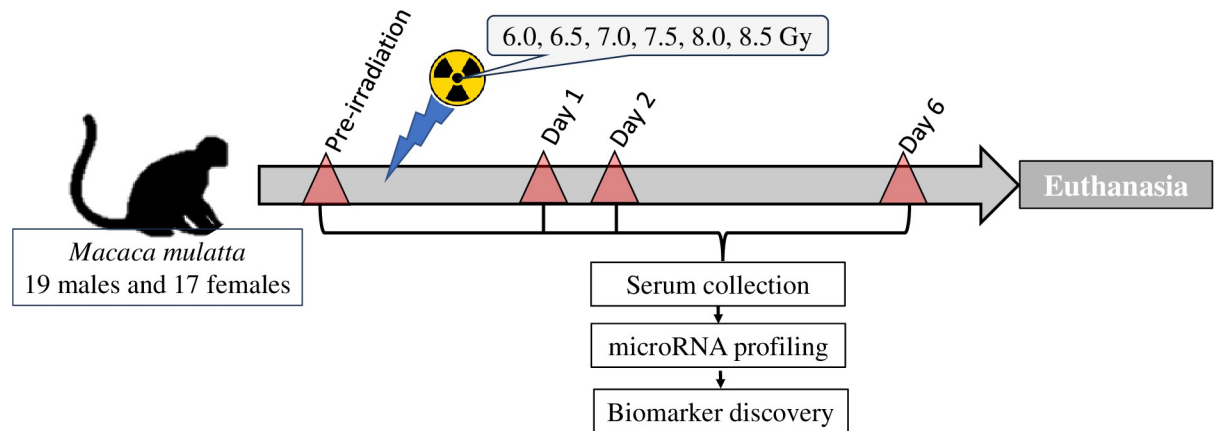 6.0, 6.5, 7.0, 7.5, 8.0, 8.5 Gy
Pre-irradiation
Day 1
Day 2
Day 6
Euthanasia
Macaca mulatta
19 males and 17 females
Serum collection
microRNA profiling
Biomarker discovery